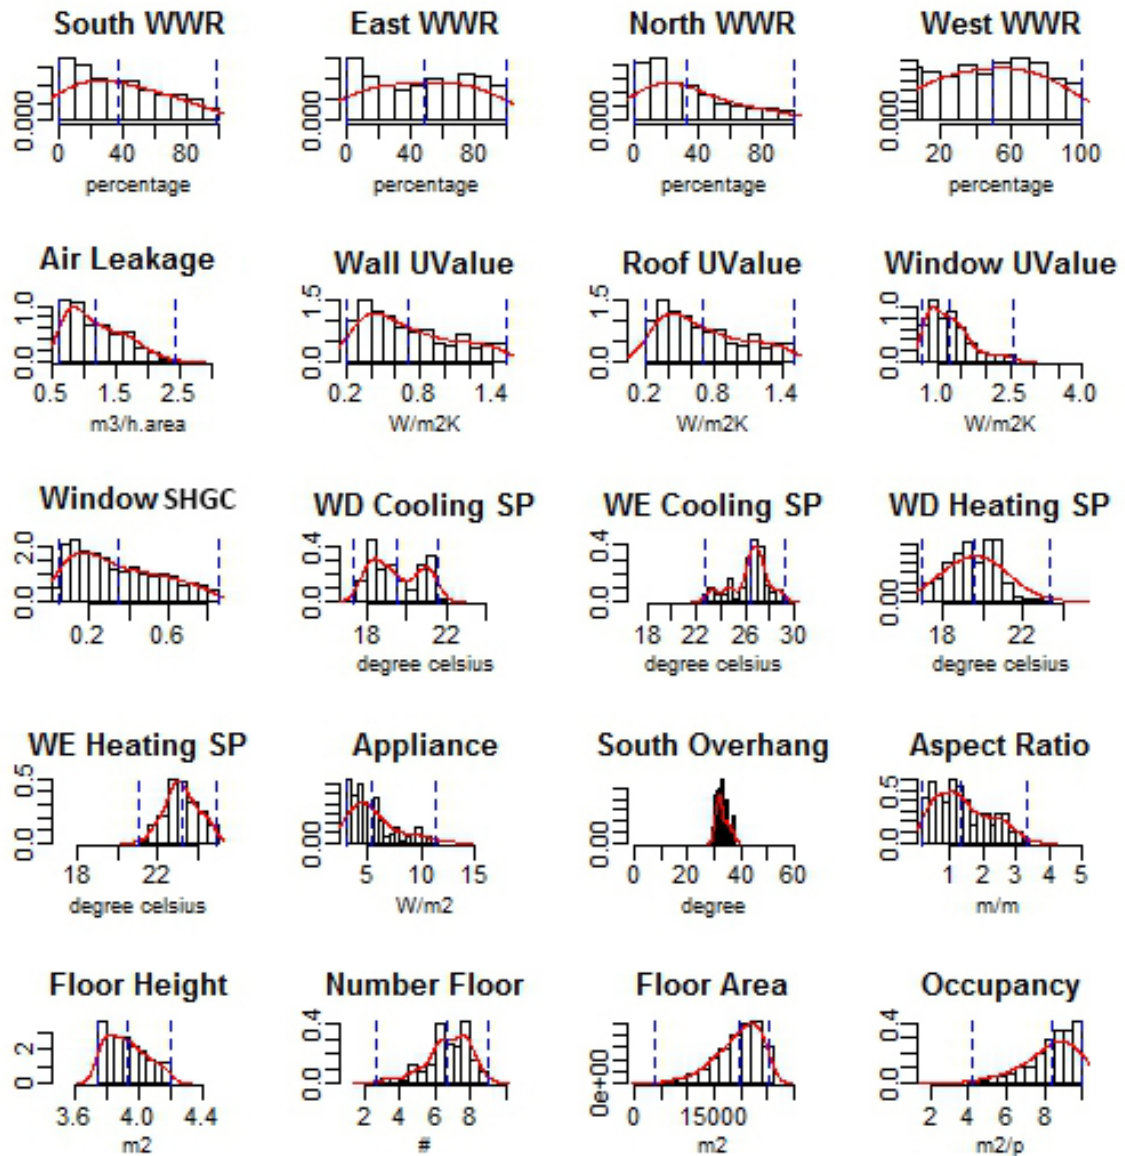 South WWR East WWR North WWR West WWR
0.000 0.000 0.000 0.000
0 40 80 0 40 80 0 40 80 20 60 100
percentage percentage percentage percentage
Air Leakage Wall UValue Roof UValue Window UValue
0.0 1.0 0.0 1.5 0.0 1.5 0.0 1.0
0.5 1.5 2.5 0.2 0.8 1.4 0.2 0.8 1.4 1.0 2.5 4.0
m3/h.area W/m2K W/m2K W/m2K
Window SHGC WD Cooling SP WE Cooling SP WD Heating SP
0.0 2.0 0.0 0.4 0.0 0.4 0.00
0.2 0.6 18 22 18 22 26 30 18 22
degree celsius degree celsius degree celsius
WE Heating SP Appliance South Overhang Aspect Ratio
0.0 0.5 0.00 0.00 0.0 0.5
18 22 5 10 15 0 20 40 60 1 2 3 4 5
degree celsius W/m2 degree m/m
Floor Height Number Floor Floor Area Occupancy
0 2 0.0 0.4 0e+00 0.0 0.4
3.6 4.0 4.4 2 4 6 8 0 15000 2 4 6 8
m2 # m2 m2/p